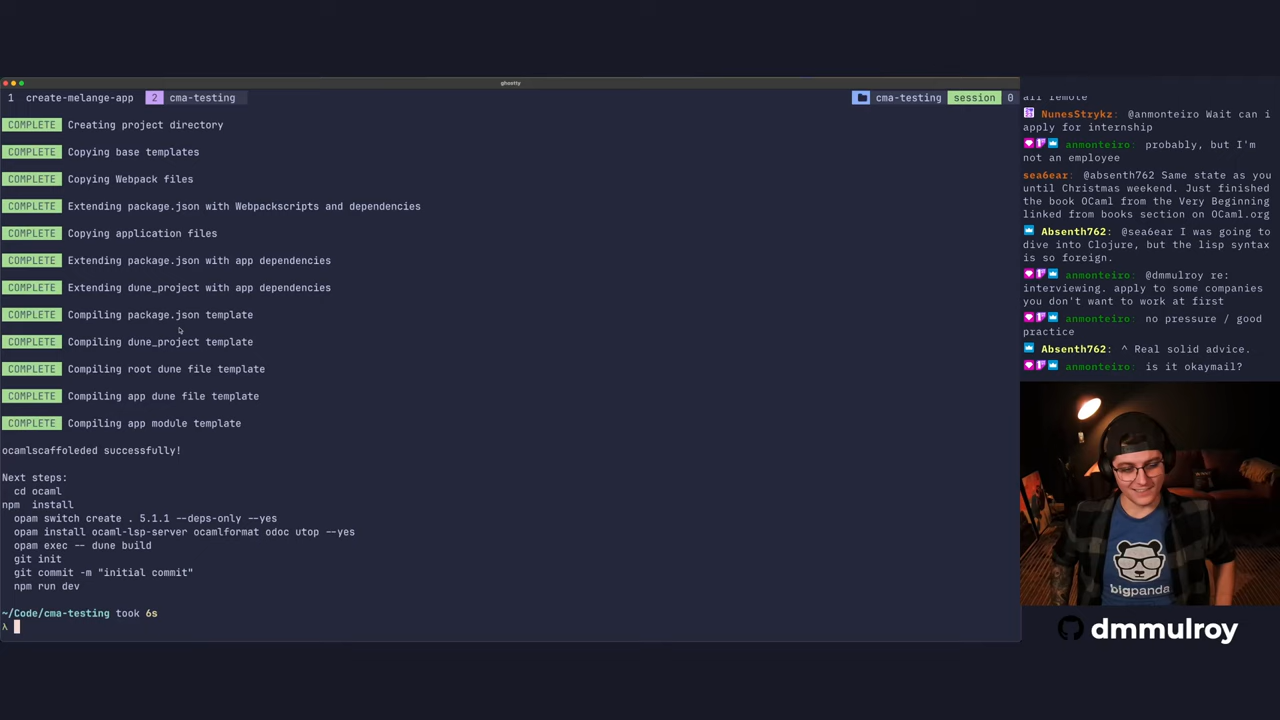 ghostty
1 create-melange-app 2 cma-testing
cma-testing session 0
COMPLETE Creating project directory
COMPLETE Copying base templates
COMPLETE Copying Webpack files
COMPLETE Extending package.json with Webpackscripts and dependencies
COMPLETE Copying application files
COMPLETE Extending package.json with app dependencies
COMPLETE Extending dune_project with app dependencies
COMPLETE Compiling package.json template
COMPLETE Compiling dune_project template
COMPLETE Compiling root dune file template
COMPLETE Compiling app dune file template
COMPLETE Compiling app module template
ocamlscaffoleded successfully!
Next steps:
cd ocaml
npm  install
opam switch create . 5.1.1 --deps-only --yes
opam install ocaml-lsp-server ocamlformat odoc utop --yes
opam exec -- dune build
git init
git commit -m "initial commit"
npm run dev
~/Code/cma-testing took 6s
λ
all remote
NunesStrykz: @anmonteiro Wait can i
apply for internship
anmonteiro: probably, but I'm
not an employee
sea6ear: @absenth762 Same state as you
until Christmas weekend. Just finished
the book OCaml from the Very Beginning
linked from books section on OCaml.org
Absenth762: @sea6ear I was going to
dive into Clojure, but the lisp syntax
is so foreign.
anmonteiro: @dmmulroy re:
interviewing. apply to some companies
you don't want to work at first
anmonteiro: no pressure / good
practice
Absenth762: ^ Real solid advice.
anmonteiro: is it okaymail?
bigpanda
dmmulroy